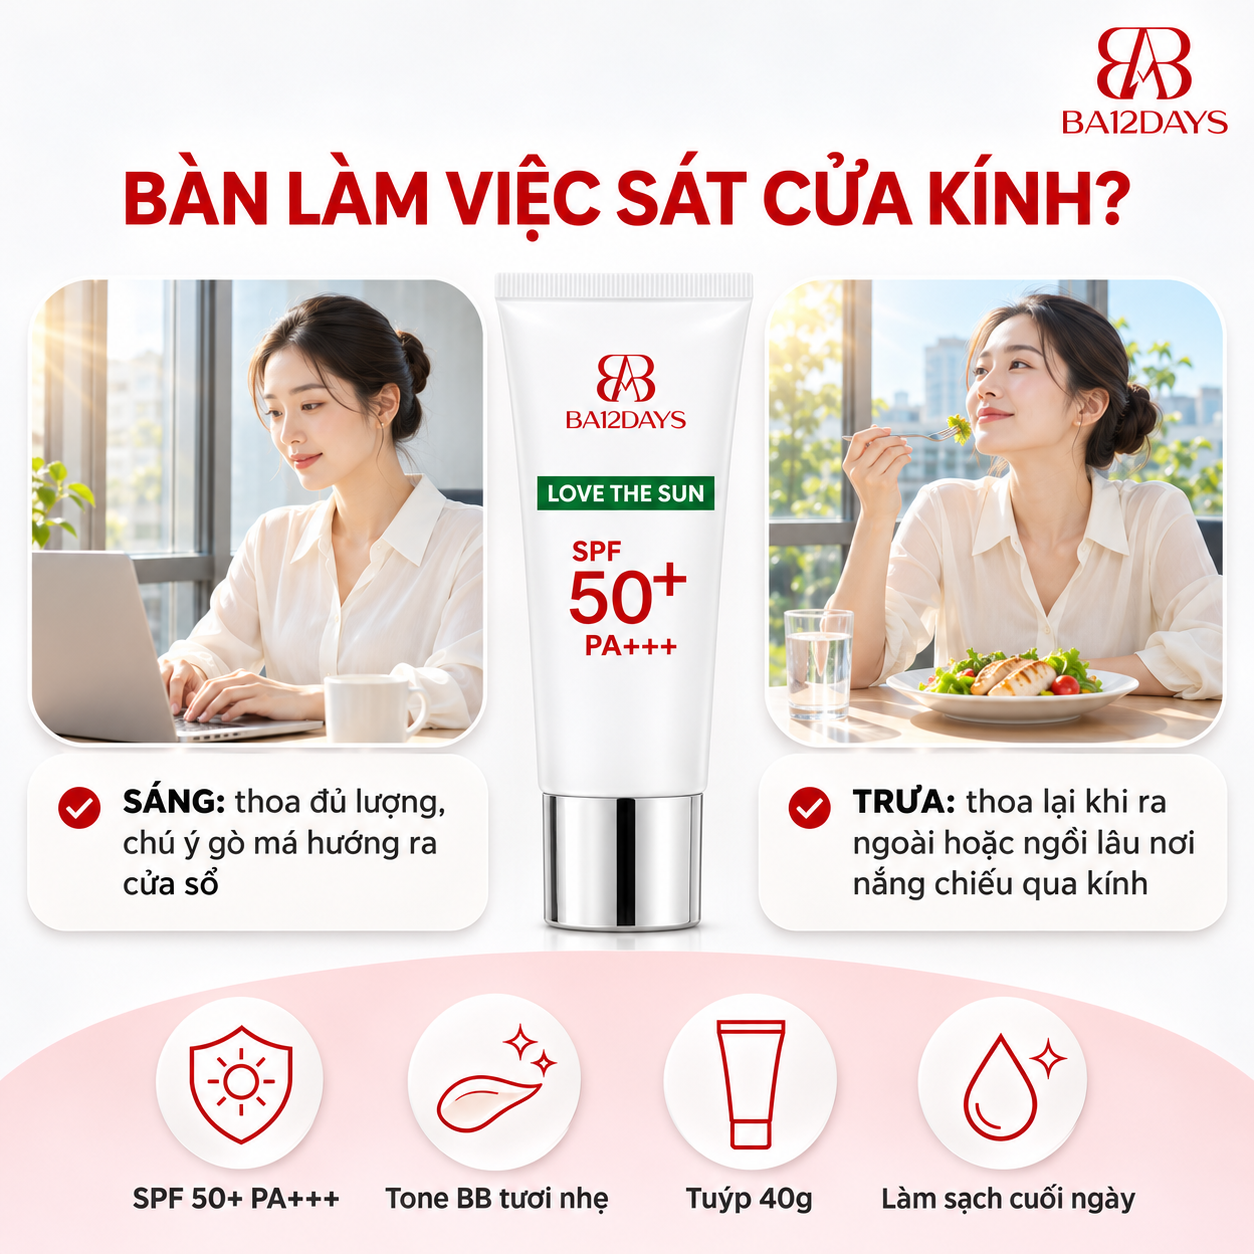 BA12DAYS
BÀN LÀM VIỆC SÁT CỬA KÍNH?
BA12DAYS
LOVE THE SUN
SPF
50+
PA+++
SÁNG: thoa đủ lượng,
chú ý gò má hướng ra
cửa sổ
TRƯA: thoa lại khi ra
ngoài hoặc ngồi lâu nơi
nắng chiếu qua kính
SPF 50+ PA+++
Tone BB tươi nhẹ
Tuýp 40g
Làm sạch cuối ngày